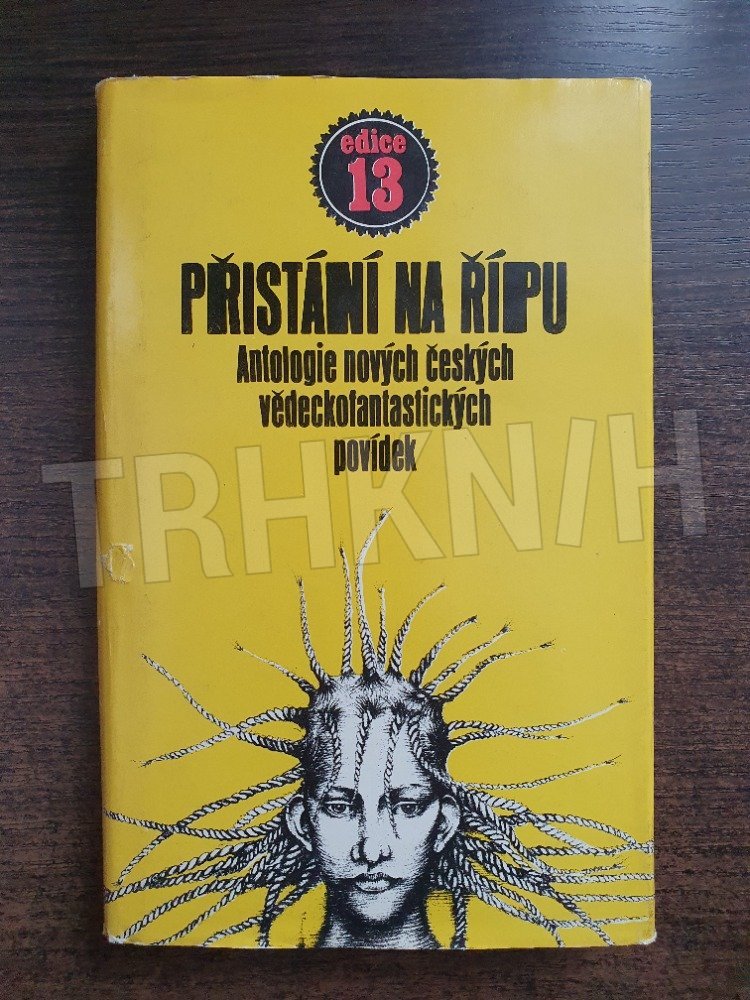 edice
13
PŘISTÁNÍ NA ŘÍPU
Antologie nových českých
vědeckofantastických
povídek
TRHKNIH